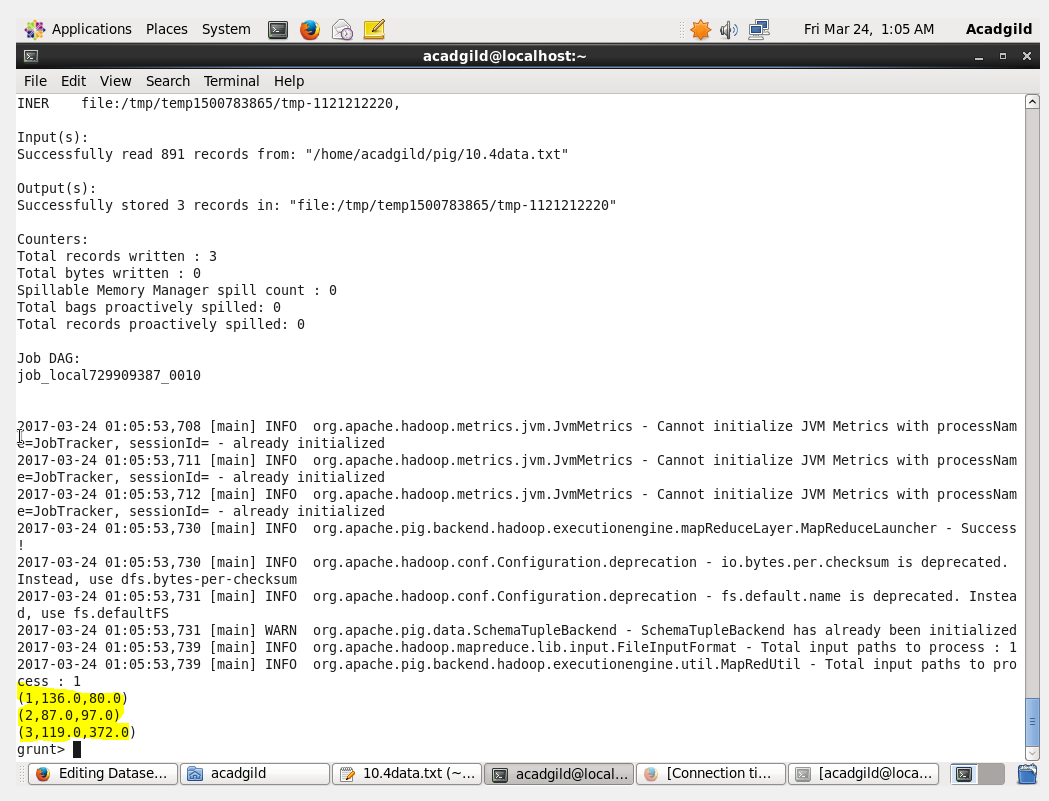 Applications Places System Fri Mar 24, 1:05 AM Acadgild
acadgild@localhost:~
File Edit View Search Terminal Help
INER    file:/tmp/temp1500783865/tmp-1121212220,
Input(s):
Successfully read 891 records from: "/home/acadgild/pig/10.4data.txt"
Output(s):
Successfully stored 3 records in: "file:/tmp/temp1500783865/tmp-1121212220"
Counters:
Total records written : 3
Total bytes written : 0
Spillable Memory Manager spill count : 0
Total bags proactively spilled: 0
Total records proactively spilled: 0
Job DAG:
job_local729909387_0010
2017-03-24 01:05:53,708 [main] INFO  org.apache.hadoop.metrics.jvm.JvmMetrics - Cannot initialize JVM Metrics with processNam
e=JobTracker, sessionId= - already initialized
2017-03-24 01:05:53,711 [main] INFO  org.apache.hadoop.metrics.jvm.JvmMetrics - Cannot initialize JVM Metrics with processNam
e=JobTracker, sessionId= - already initialized
2017-03-24 01:05:53,712 [main] INFO  org.apache.hadoop.metrics.jvm.JvmMetrics - Cannot initialize JVM Metrics with processNam
e=JobTracker, sessionId= - already initialized
2017-03-24 01:05:53,730 [main] INFO  org.apache.pig.backend.hadoop.executionengine.mapReduceLayer.MapReduceLauncher - Success
!
2017-03-24 01:05:53,730 [main] INFO  org.apache.hadoop.conf.Configuration.deprecation - io.bytes.per.checksum is deprecated.
Instead, use dfs.bytes-per-checksum
2017-03-24 01:05:53,731 [main] INFO  org.apache.hadoop.conf.Configuration.deprecation - fs.default.name is deprecated. Instea
d, use fs.defaultFS
2017-03-24 01:05:53,731 [main] WARN  org.apache.pig.data.SchemaTupleBackend - SchemaTupleBackend has already been initialized
2017-03-24 01:05:53,739 [main] INFO  org.apache.hadoop.mapreduce.lib.input.FileInputFormat - Total input paths to process : 1
2017-03-24 01:05:53,739 [main] INFO  org.apache.pig.backend.hadoop.executionengine.util.MapRedUtil - Total input paths to pro
cess : 1
(1,136.0,80.0)
(2,87.0,97.0)
(3,119.0,372.0)
grunt>
Editing Datase... acadgild 10.4data.txt (~... acadgild@local... [Connection ti... [acadgild@loca...